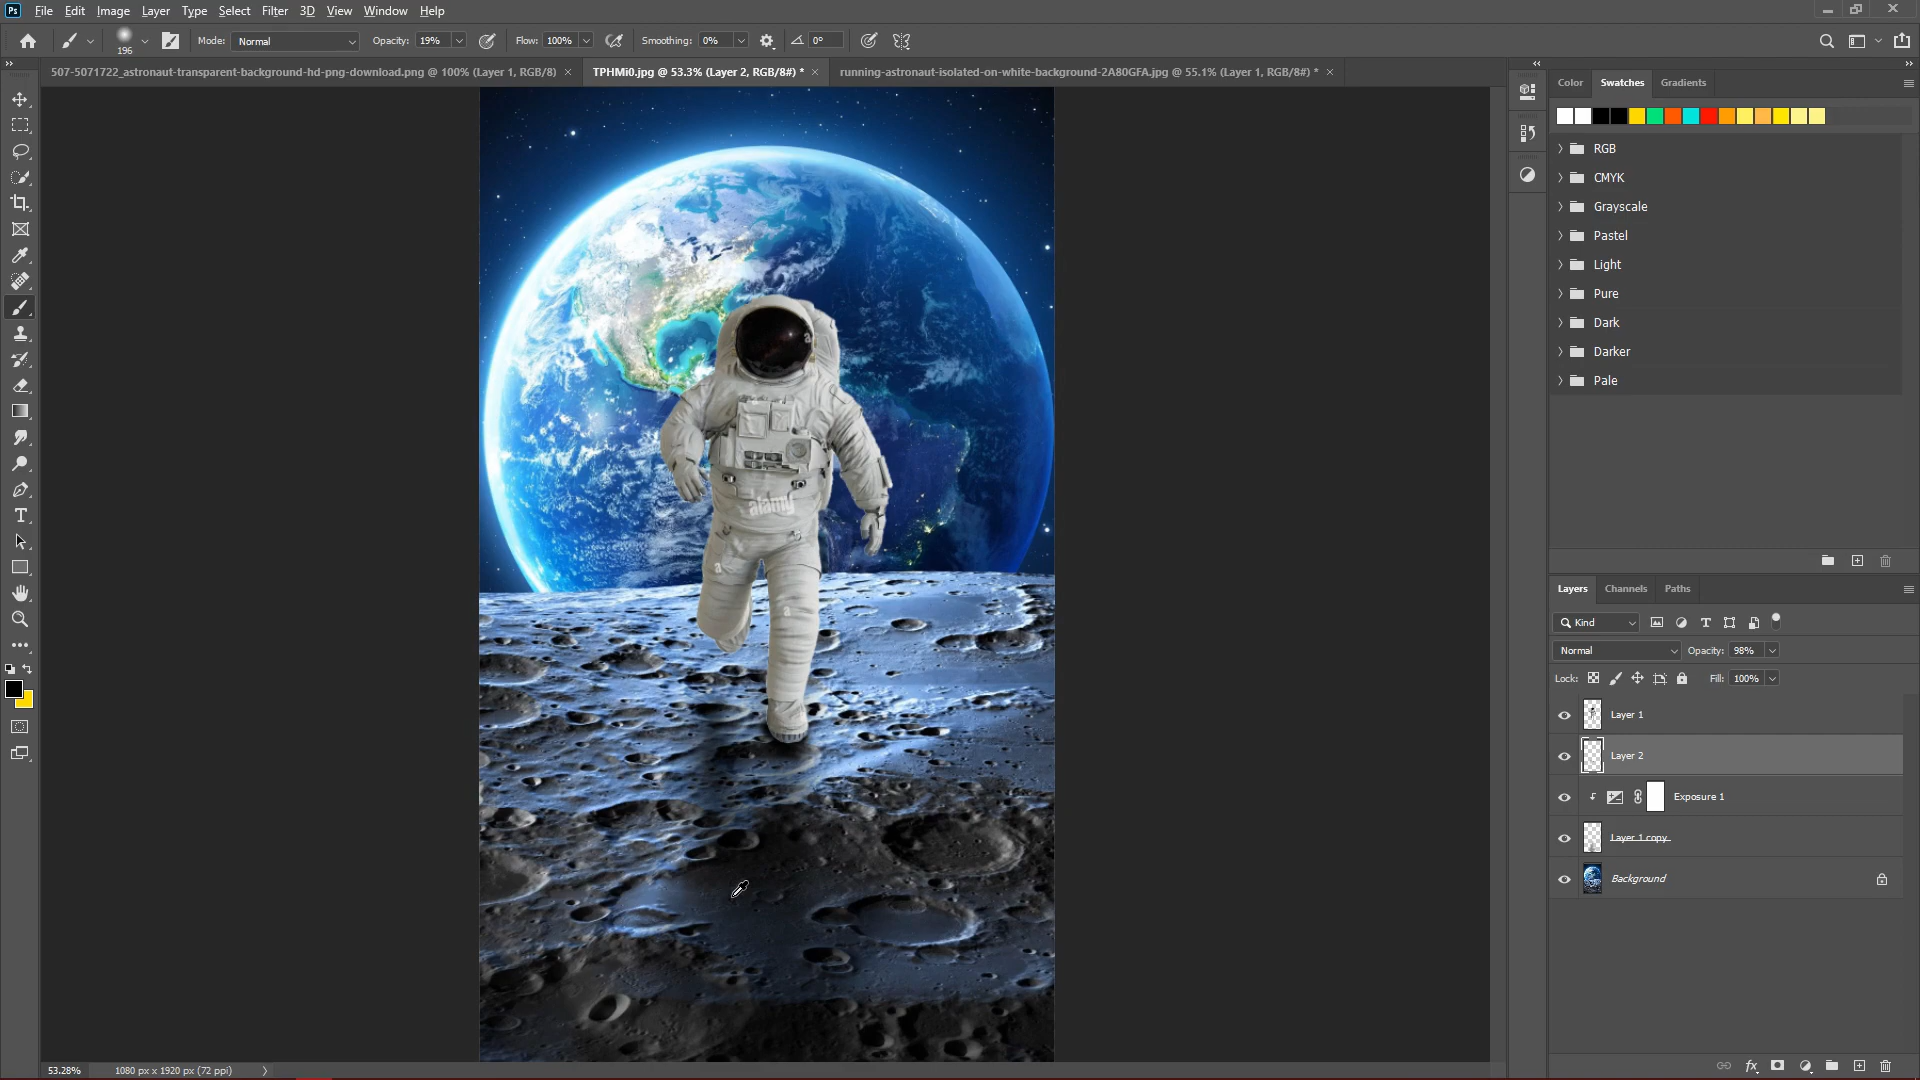 Ps File Edit Image Layer Type Select Filter 3D View Window Help
196 Mode: Normal Opacity: 19% Flow: 100% Smoothing: 0% 0°
507-5071722_astronaut-transparent-background-hd-png-download.png @ 100% (Layer 1, RGB/8) × TPHMi0.jpg @ 53.3% (Layer 2, RGB/8#) * × running-astronaut-isolated-on-white-background-2A80GFA.jpg @ 55.1% (Layer 1, RGB/8#) * ×
Color Swatches Gradients
RGB
CMYK
Grayscale
Pastel
Light
Pure
Dark
Darker
Pale
a
alamy
a
a
Layers Channels Paths
Kind
Normal Opacity: 98%
Lock: Fill: 100%
Layer 1
Layer 2
Exposure 1
Layer 1 copy
Background
fx
53.28% 1080 px x 1920 px (72 ppi)